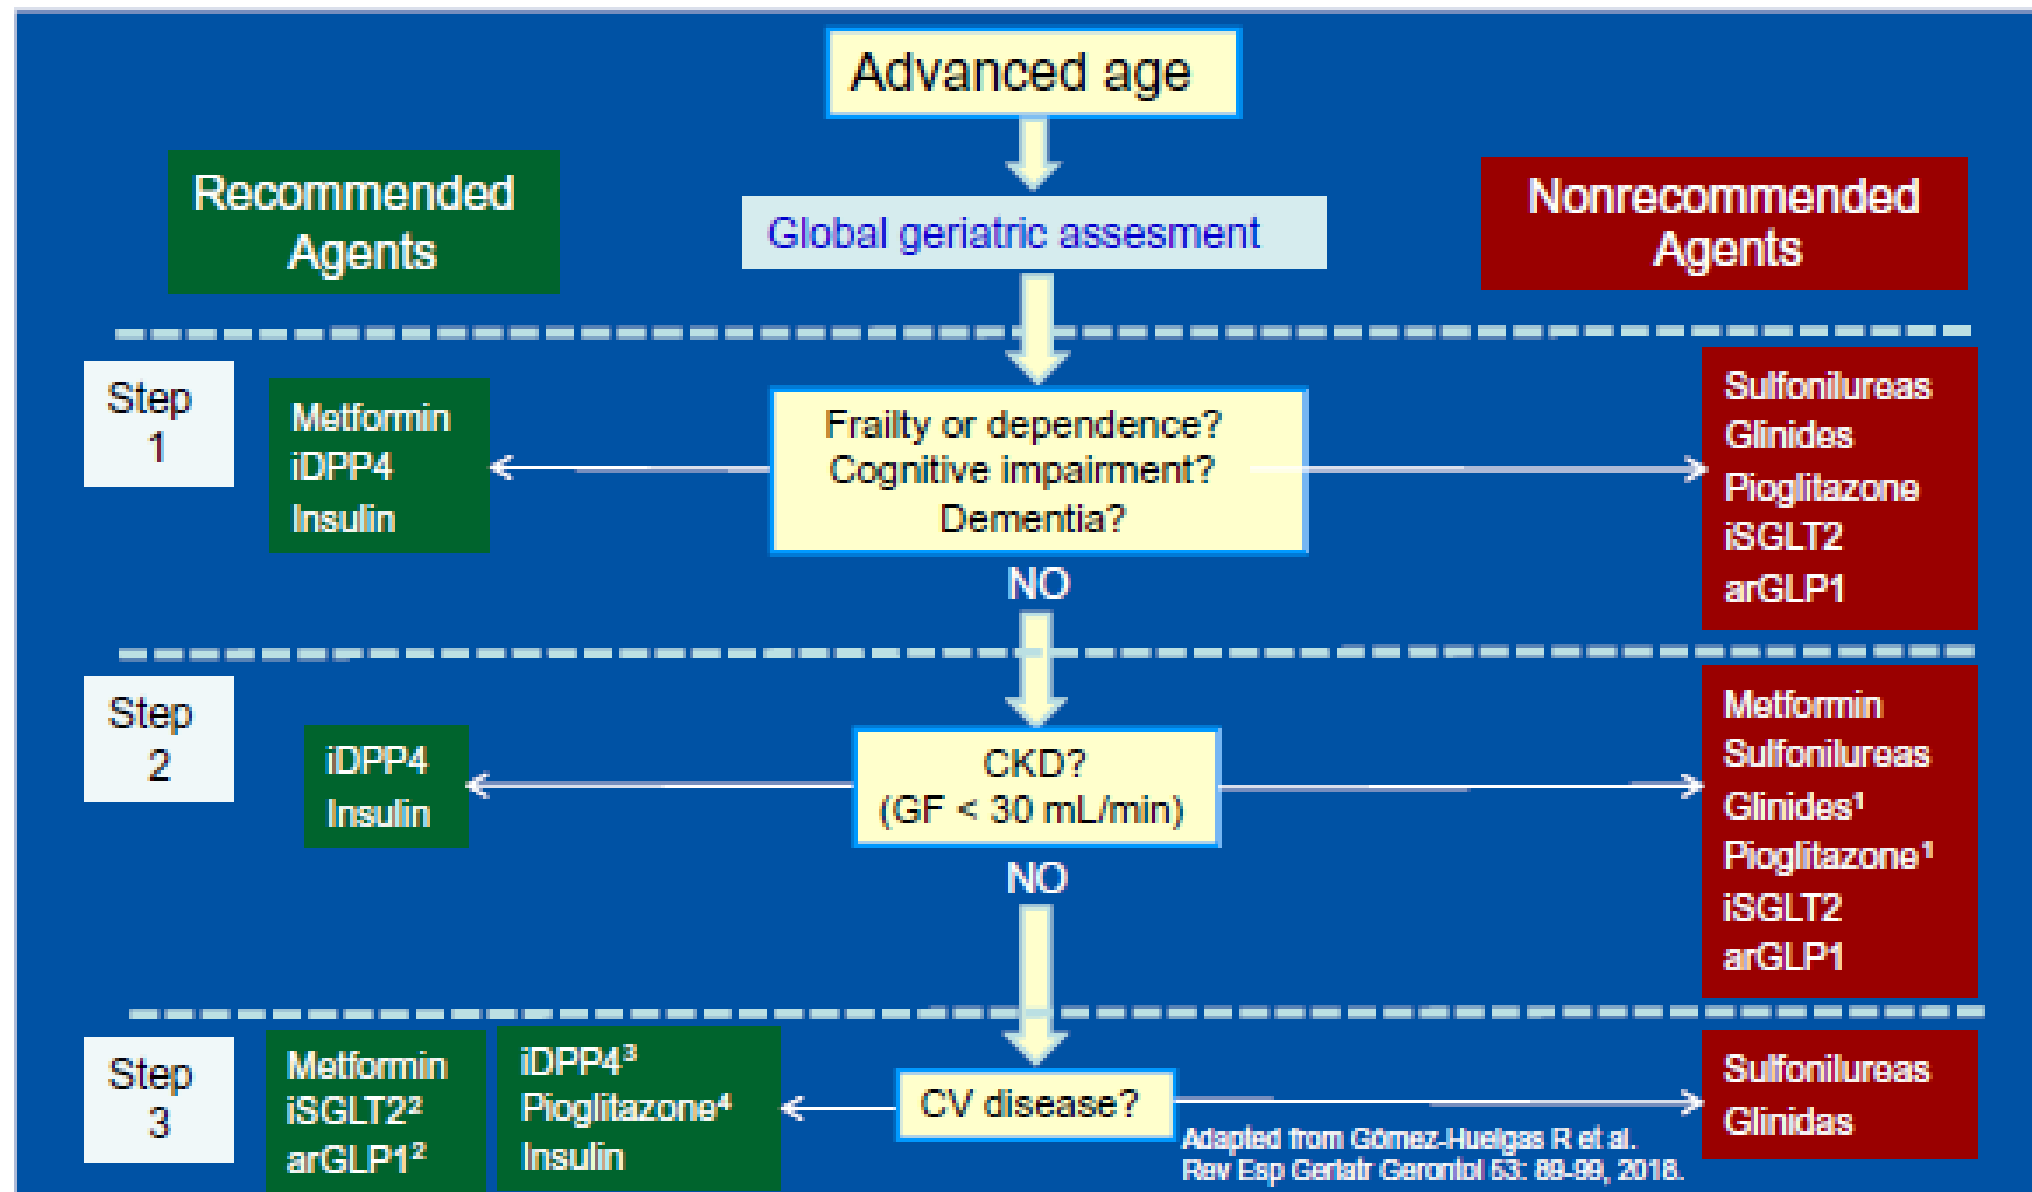 Advanced age
Recommended
Agents
Global geriatric assesment
Nonrecommended
Agents
Step
1
Metformin
iDPP4
Insulin
Frailty or dependence?
Cognitive impairment?
Dementia?
Sulfonilureas
Glinides
Pioglitazone
iSGLT2
arGLP1
NO
Step
2
iDPP4
Insulin
CKD?
(GF < 30 mL/min)
Metformin
Sulfonilureas
Glinides¹
Pioglitazone¹
iSGLT2
arGLP1
NO
Step
3
Metformin
iSGLT2²
arGLP1²
iDPP4³
Pioglitazone⁴
Insulin
CV disease?
Sulfonilureas
Glinidas
Adapted from Gómez-Huelgas R et al.
Rev Esp Geriatr Gerontol 53: 89-99, 2018.